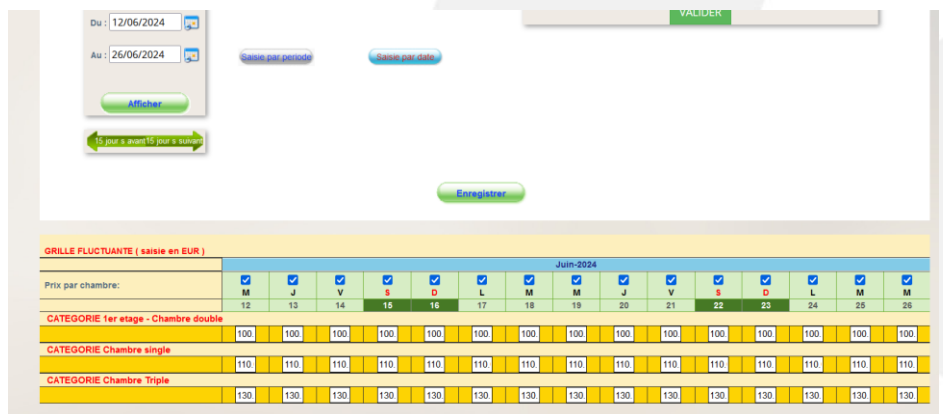 VALIDER
Du : 12/06/2024
Au : 26/06/2024
Saisie par periode
Saisie par date
Afficher
15 jour s avant 15 jour s suivant
Enregistrer
GRILLE FLUCTUANTE ( saisie en EUR )
Juin-2024
Prix par chambre:
M J V S D L M M J V S D L M M
12 13 14 15 16 17 18 19 20 21 22 23 24 25 26
CATEGORIE 1er etage - Chambre double
100. 100. 100. 100. 100. 100. 100. 100. 100. 100. 100. 100. 100. 100. 100.
CATEGORIE Chambre single
110. 110. 110. 110. 110. 110. 110. 110. 110. 110. 110. 110. 110. 110. 110.
CATEGORIE Chambre Triple
130. 130. 130. 130. 130. 130. 130. 130. 130. 130. 130. 130. 130. 130. 130.